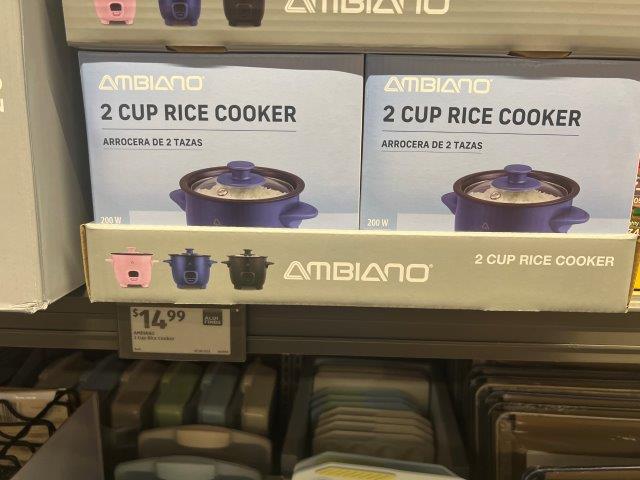 AMBIANO
AMBIANO
2 CUP RICE COOKER
ARROCERA DE 2 TAZAS
200 W
AMBIANO
2 CUP RICE COOKER
ARROCERA DE 2 TAZAS
200 W
AMBIANO
2 CUP RICE COOKER
$14.99
ALDI FINDS
AMBIANO
2 Cup Rice Cooker